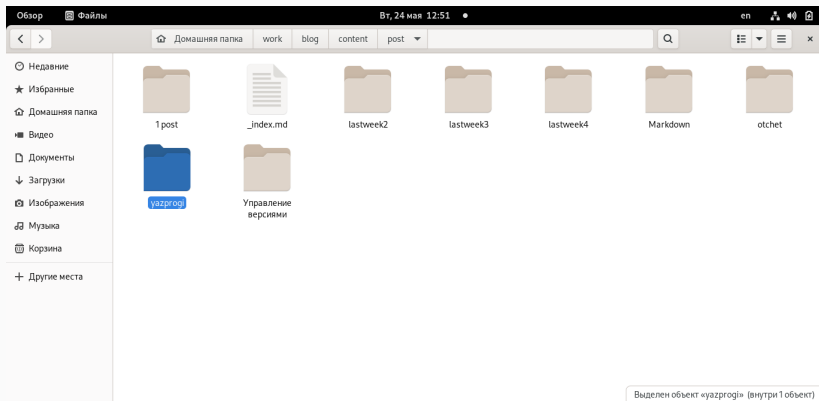 Обзор Файлы Вт, 24 мая 12:51 en
Домашняя папка work blog content post
Недавние
Избранные
Домашняя папка
Видео
Документы
Загрузки
Изображения
Музыка
Корзина
Другие места
1 post _index.md lastweek2 lastweek3 lastweek4 Markdown otchet
yazprogi Управление
версиями
Выделен объект «yazprogi» (внутри 1 объект)